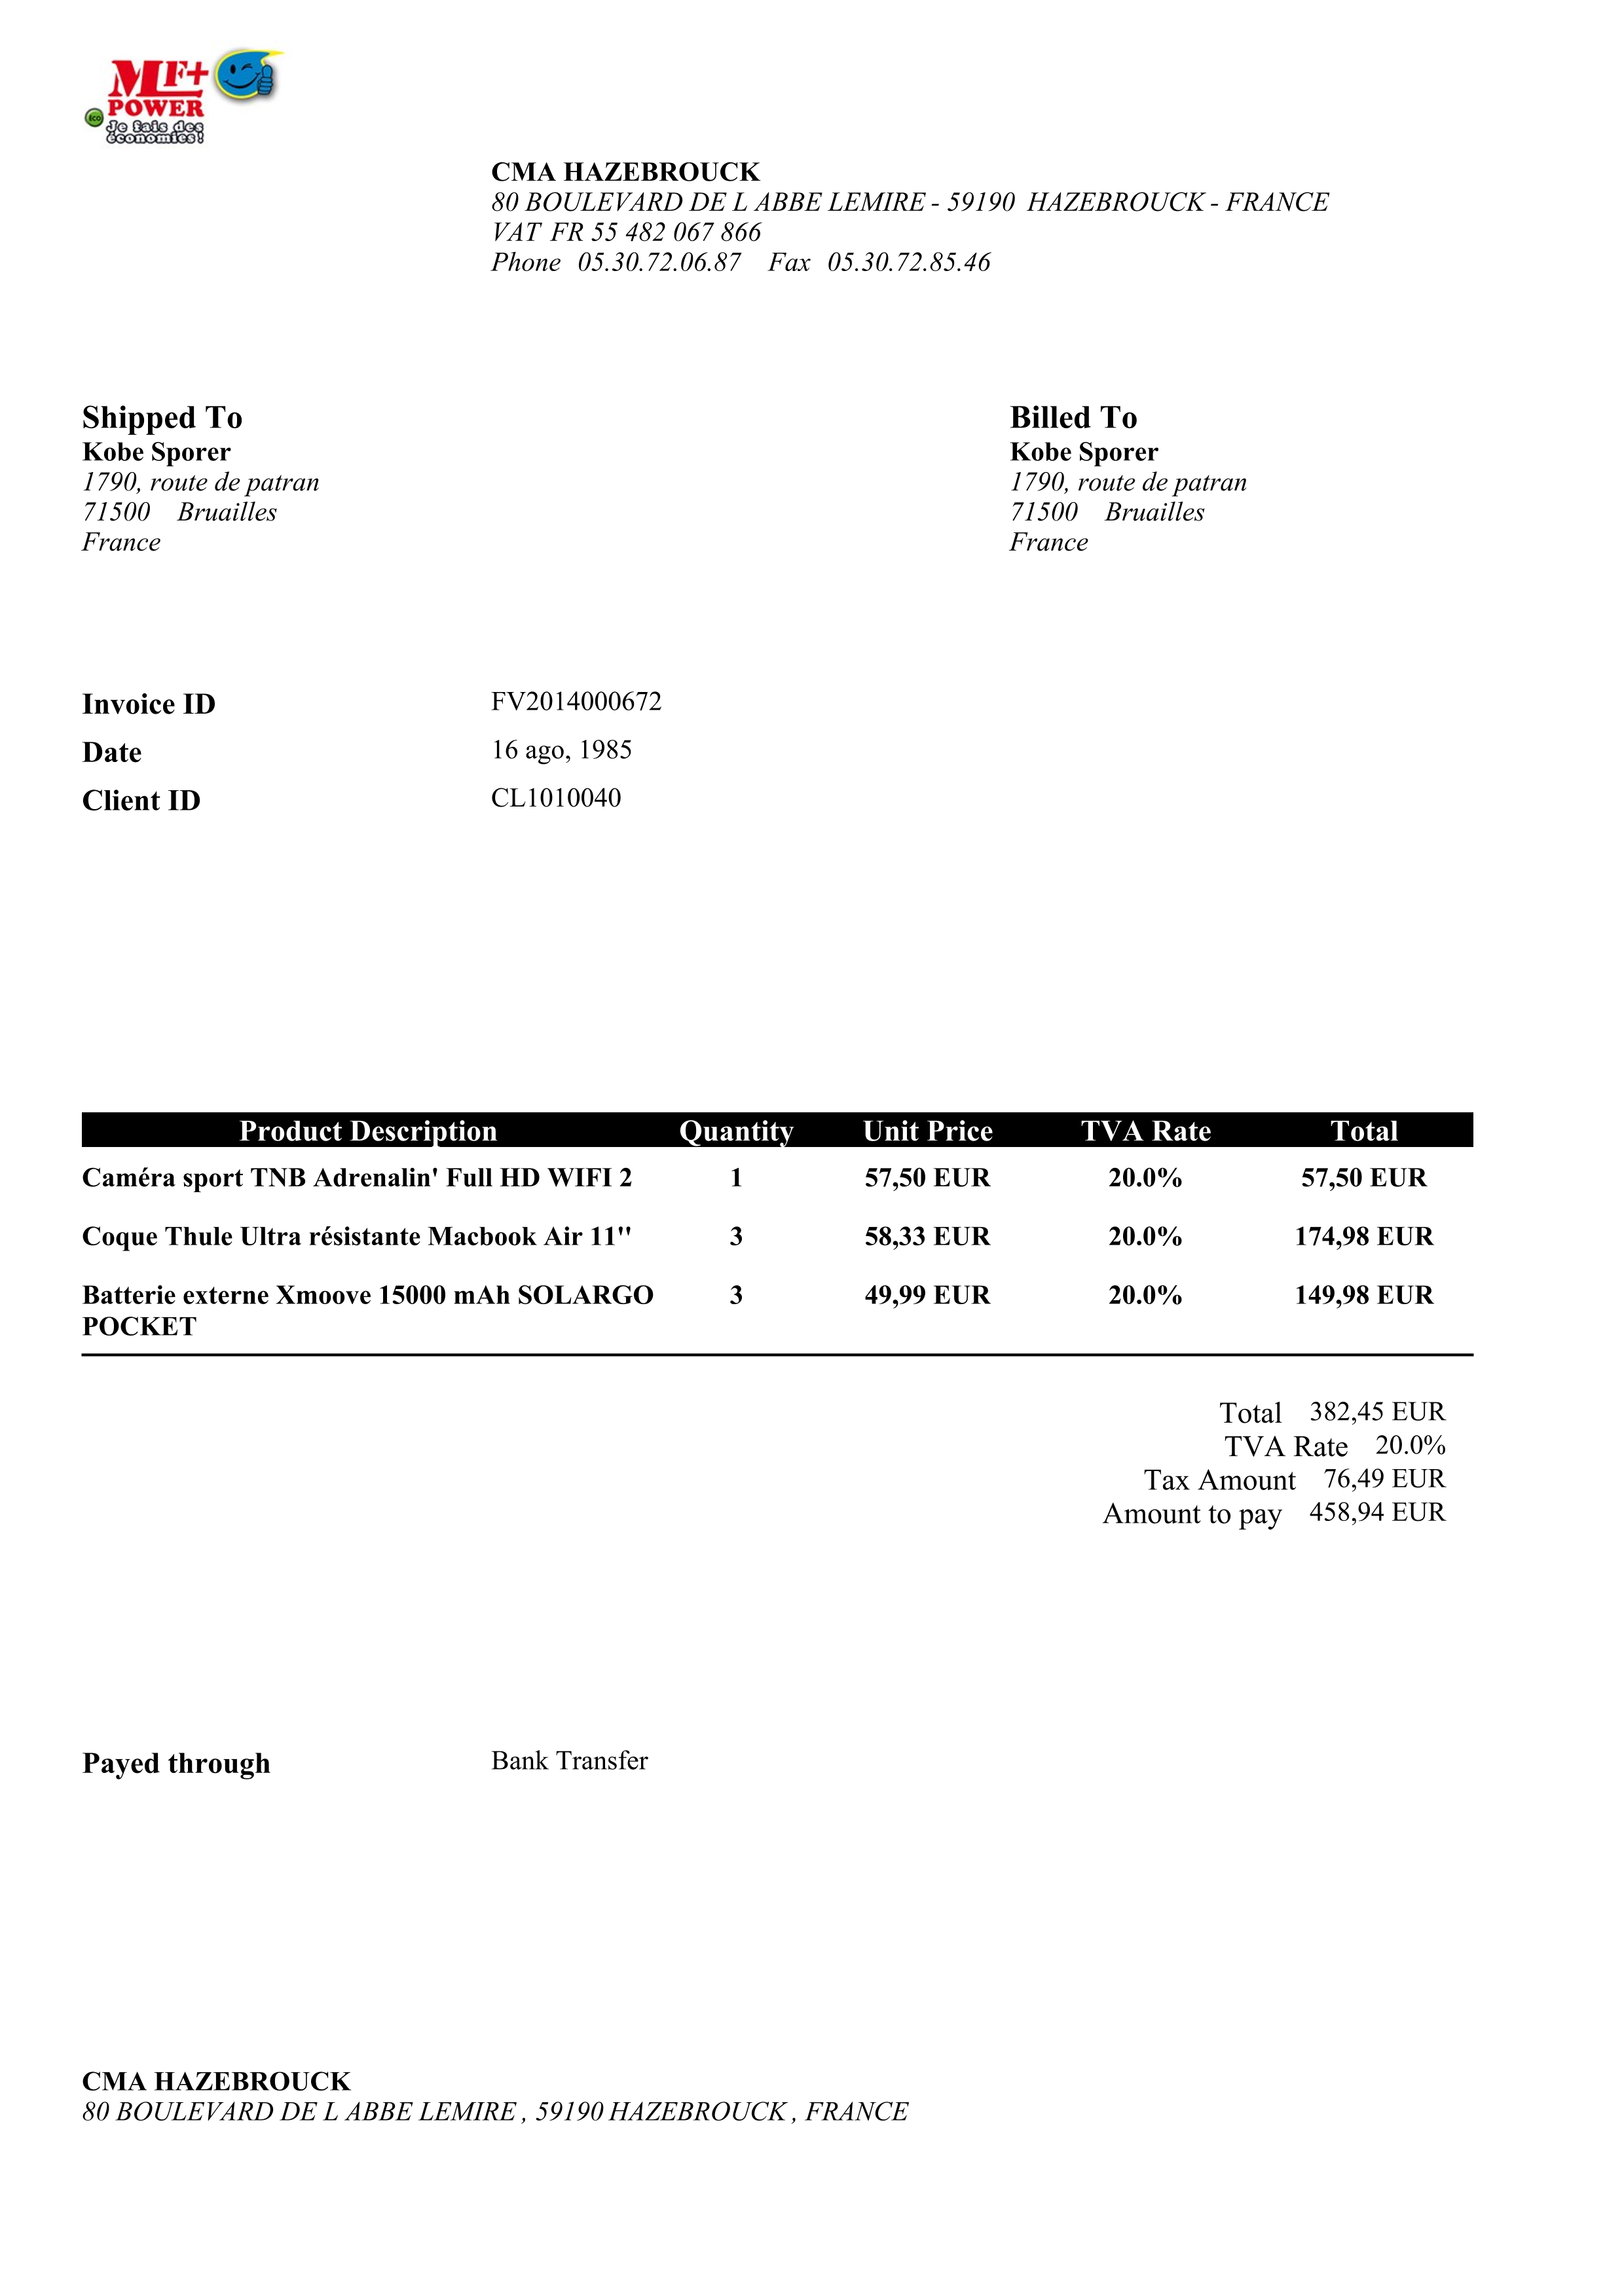 MF+
POWER
éco
Je fais des
économies!
CMA HAZEBROUCK
80 BOULEVARD DE L ABBE LEMIRE - 59190 HAZEBROUCK - FRANCE
VAT FR 55 482 067 866
Phone 05.30.72.06.87 Fax 05.30.72.85.46
Shipped To
Kobe Sporer
1790, route de patran
71500 Bruailles
France
Billed To
Kobe Sporer
1790, route de patran
71500 Bruailles
France
Invoice ID FV2014000672
Date 16 ago, 1985
Client ID CL1010040
Product Description Quantity Unit Price TVA Rate Total
Caméra sport TNB Adrenalin' Full HD WIFI 2 1 57,50 EUR 20.0% 57,50 EUR
Coque Thule Ultra résistante Macbook Air 11'' 3 58,33 EUR 20.0% 174,98 EUR
Batterie externe Xmoove 15000 mAh SOLARGO 3 49,99 EUR 20.0% 149,98 EUR
POCKET
Total 382,45 EUR
TVA Rate 20.0%
Tax Amount 76,49 EUR
Amount to pay 458,94 EUR
Payed through Bank Transfer
CMA HAZEBROUCK
80 BOULEVARD DE L ABBE LEMIRE , 59190 HAZEBROUCK , FRANCE